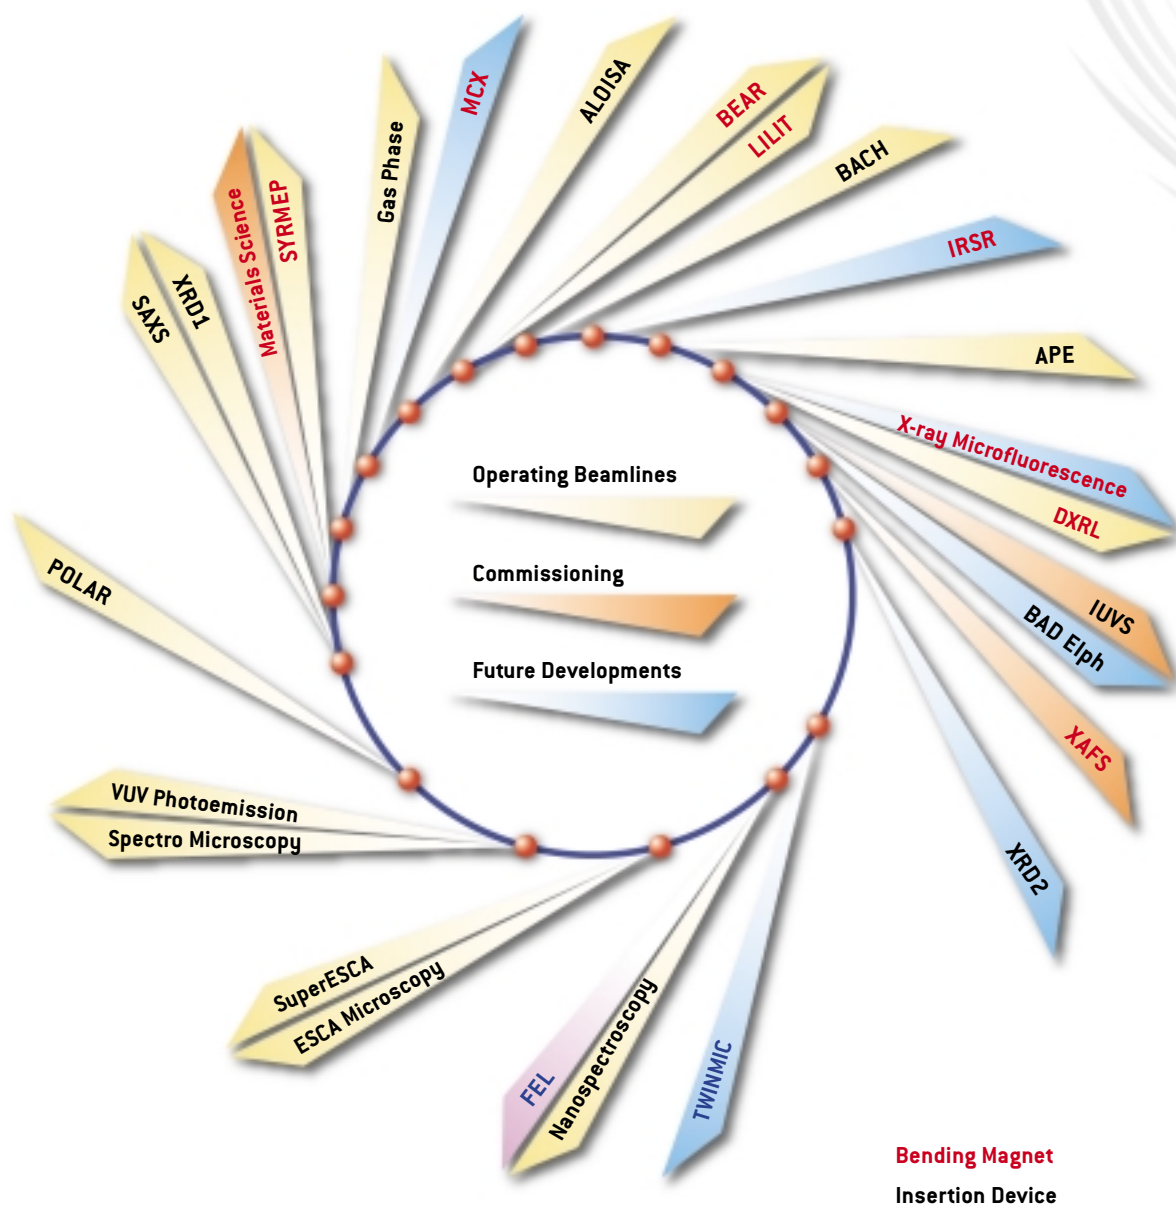 MCX
ALOISA
BEAR
LILIT
BACH
Gas Phase
SYRMEP
Materials Science
XRD1
SAXS
IRSR
APE
X-ray Microfluorescence
DXRL
IUVS
BAD Elph
XAFS
XRD2
Operating Beamlines
Commissioning
Future Developments
POLAR
VUV Photoemission
Spectro Microscopy
SuperESCA
ESCA Microscopy
FEL
Nanospectroscopy
TWINMIC
Bending Magnet
Insertion Device